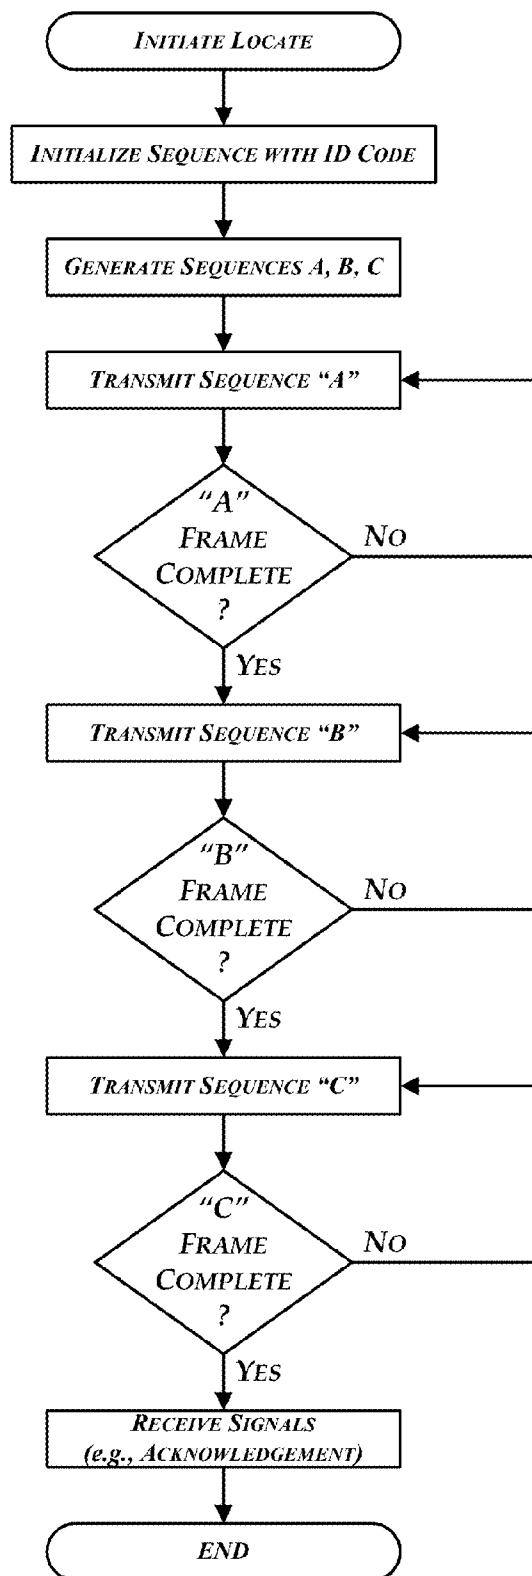 INITIATE LOCATE
INITIALIZE SEQUENCE WITH ID CODE
GENERATE SEQUENCES A, B, C
TRANSMIT SEQUENCE “A”
“A”
FRAME
COMPLETE
?
NO
YES
TRANSMIT SEQUENCE “B”
“B”
FRAME
COMPLETE
?
NO
YES
TRANSMIT SEQUENCE “C”
“C”
FRAME
COMPLETE
?
NO
YES
RECEIVE SIGNALS
(e.g., ACKNOWLEDGEMENT)
END